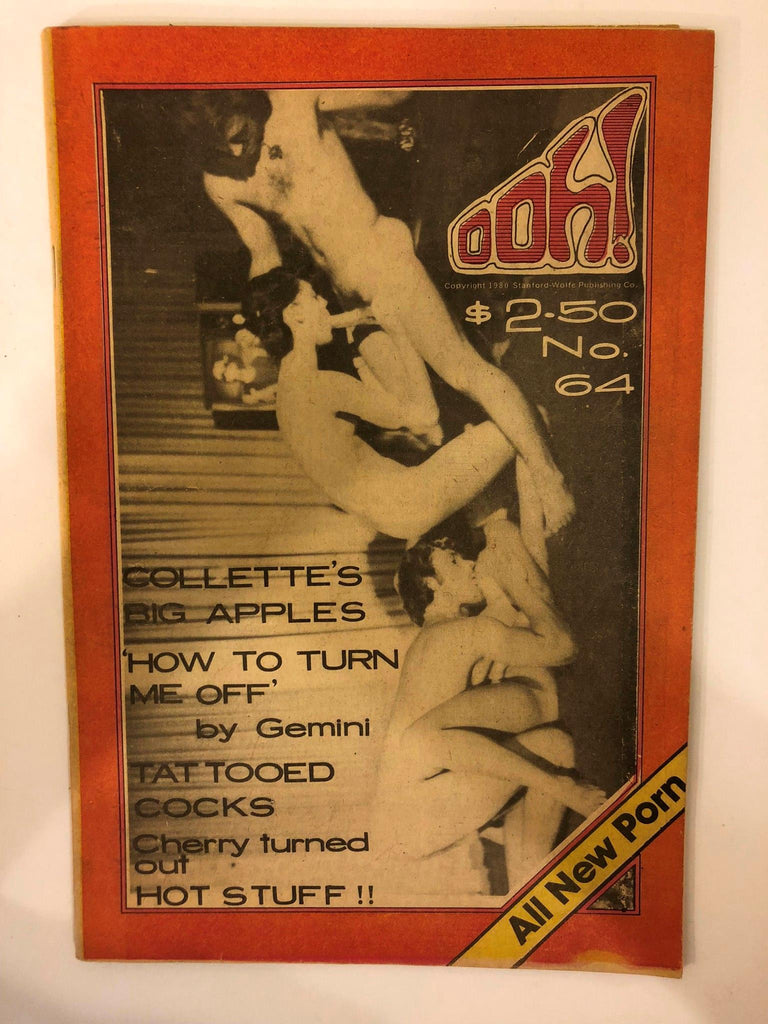 OOH!
Copyright 1980 Stanford-Wolfe Publishing Co.
$ 2-50
No.
64
COLLETTE'S
BIG APPLES
'HOW TO TURN
ME OFF'
by Gemini
TATTOOED
COCKS
Cherry turned
out
HOT STUFF !!
All New Porn